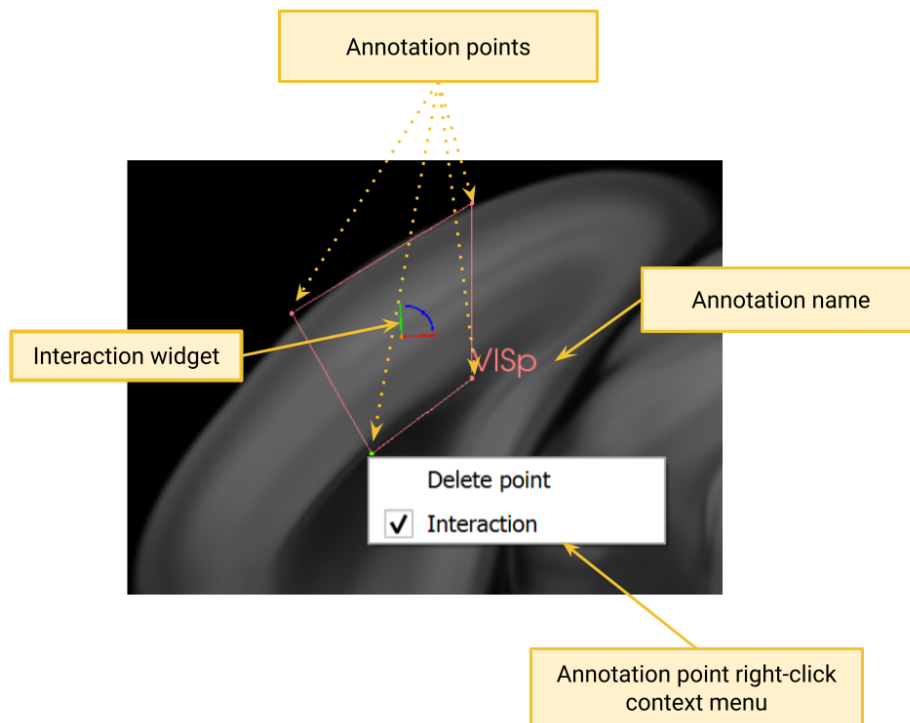 Annotation points
Annotation name
Interaction widget
VISp
Delete point
Interaction
Annotation point right-click
context menu